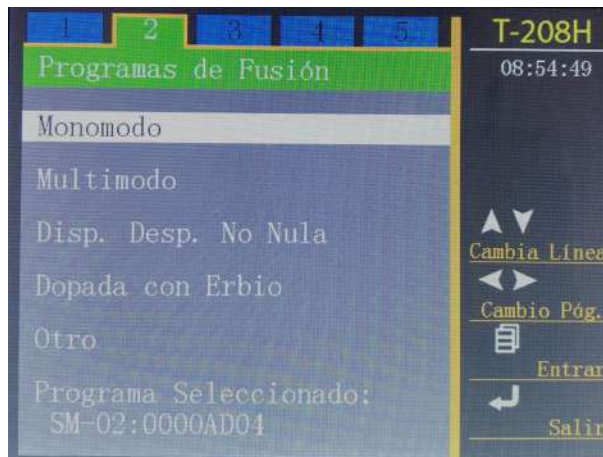 1 2 3 4 5
Programas de Fusión
Monomodo
Multimodo
Disp. Desp. No Nula
Dopada con Erbio
Otro
Programa Seleccionado:
SM-02:0000AD04
T-208H
08:54:49
Cambia Línea
Cambio Pág.
Entrar
Salir